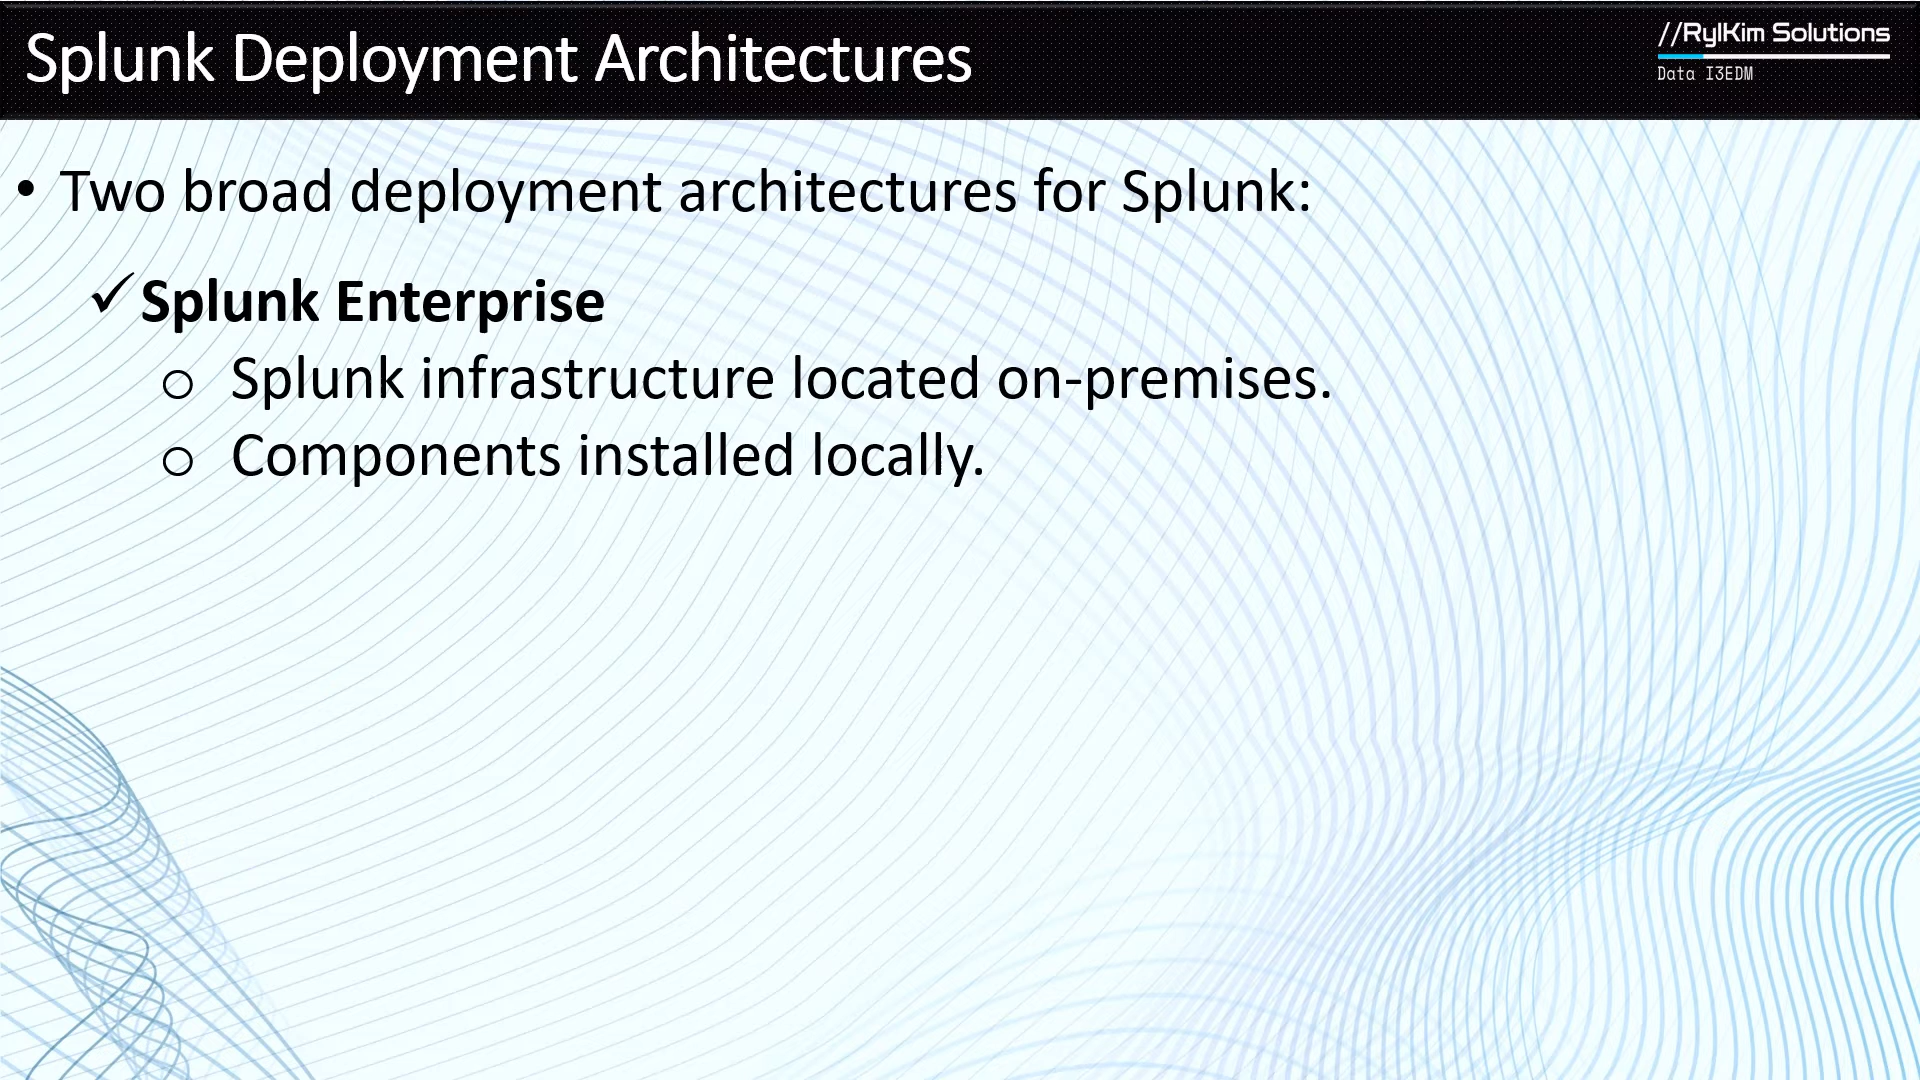 Splunk Deployment Architectures
//RylKim Solutions
Data I3EDM
• Two broad deployment architectures for Splunk:
✓Splunk Enterprise
o Splunk infrastructure located on-premises.
o Components installed locally.